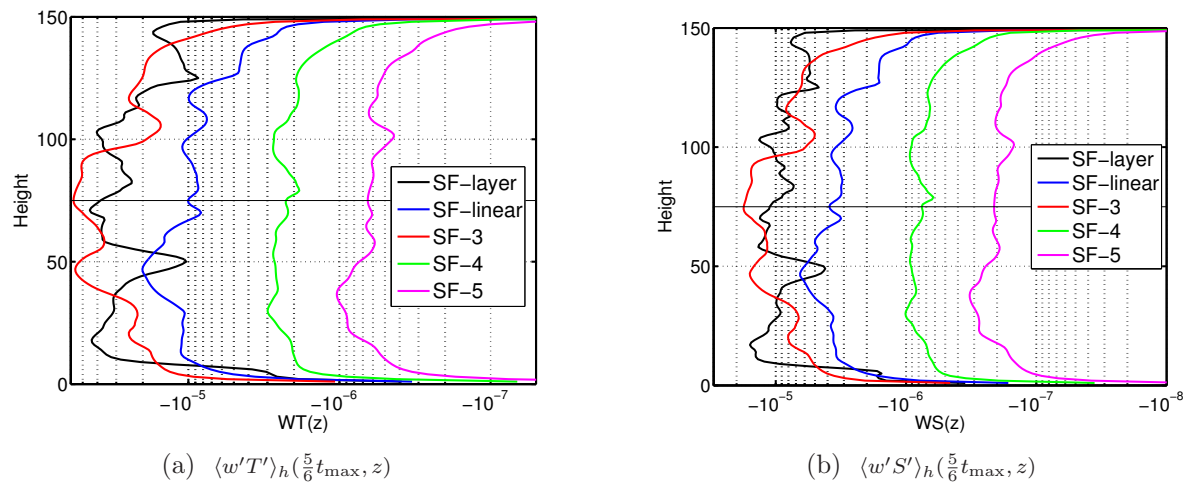 150
100
50
0
Height
SF-layer
SF-linear
SF-3
SF-4
SF-5
−10⁻⁵
−10⁻⁶
−10⁻⁷
WT(z)
(a) ⟨w′T′⟩ₕ(5/6 tₘₐₓ, z)
150
100
50
0
Height
SF-layer
SF-linear
SF-3
SF-4
SF-5
−10⁻⁵
−10⁻⁶
−10⁻⁷
−10⁻⁸
WS(z)
(b) ⟨w′S′⟩ₕ(5/6 tₘₐₓ, z)